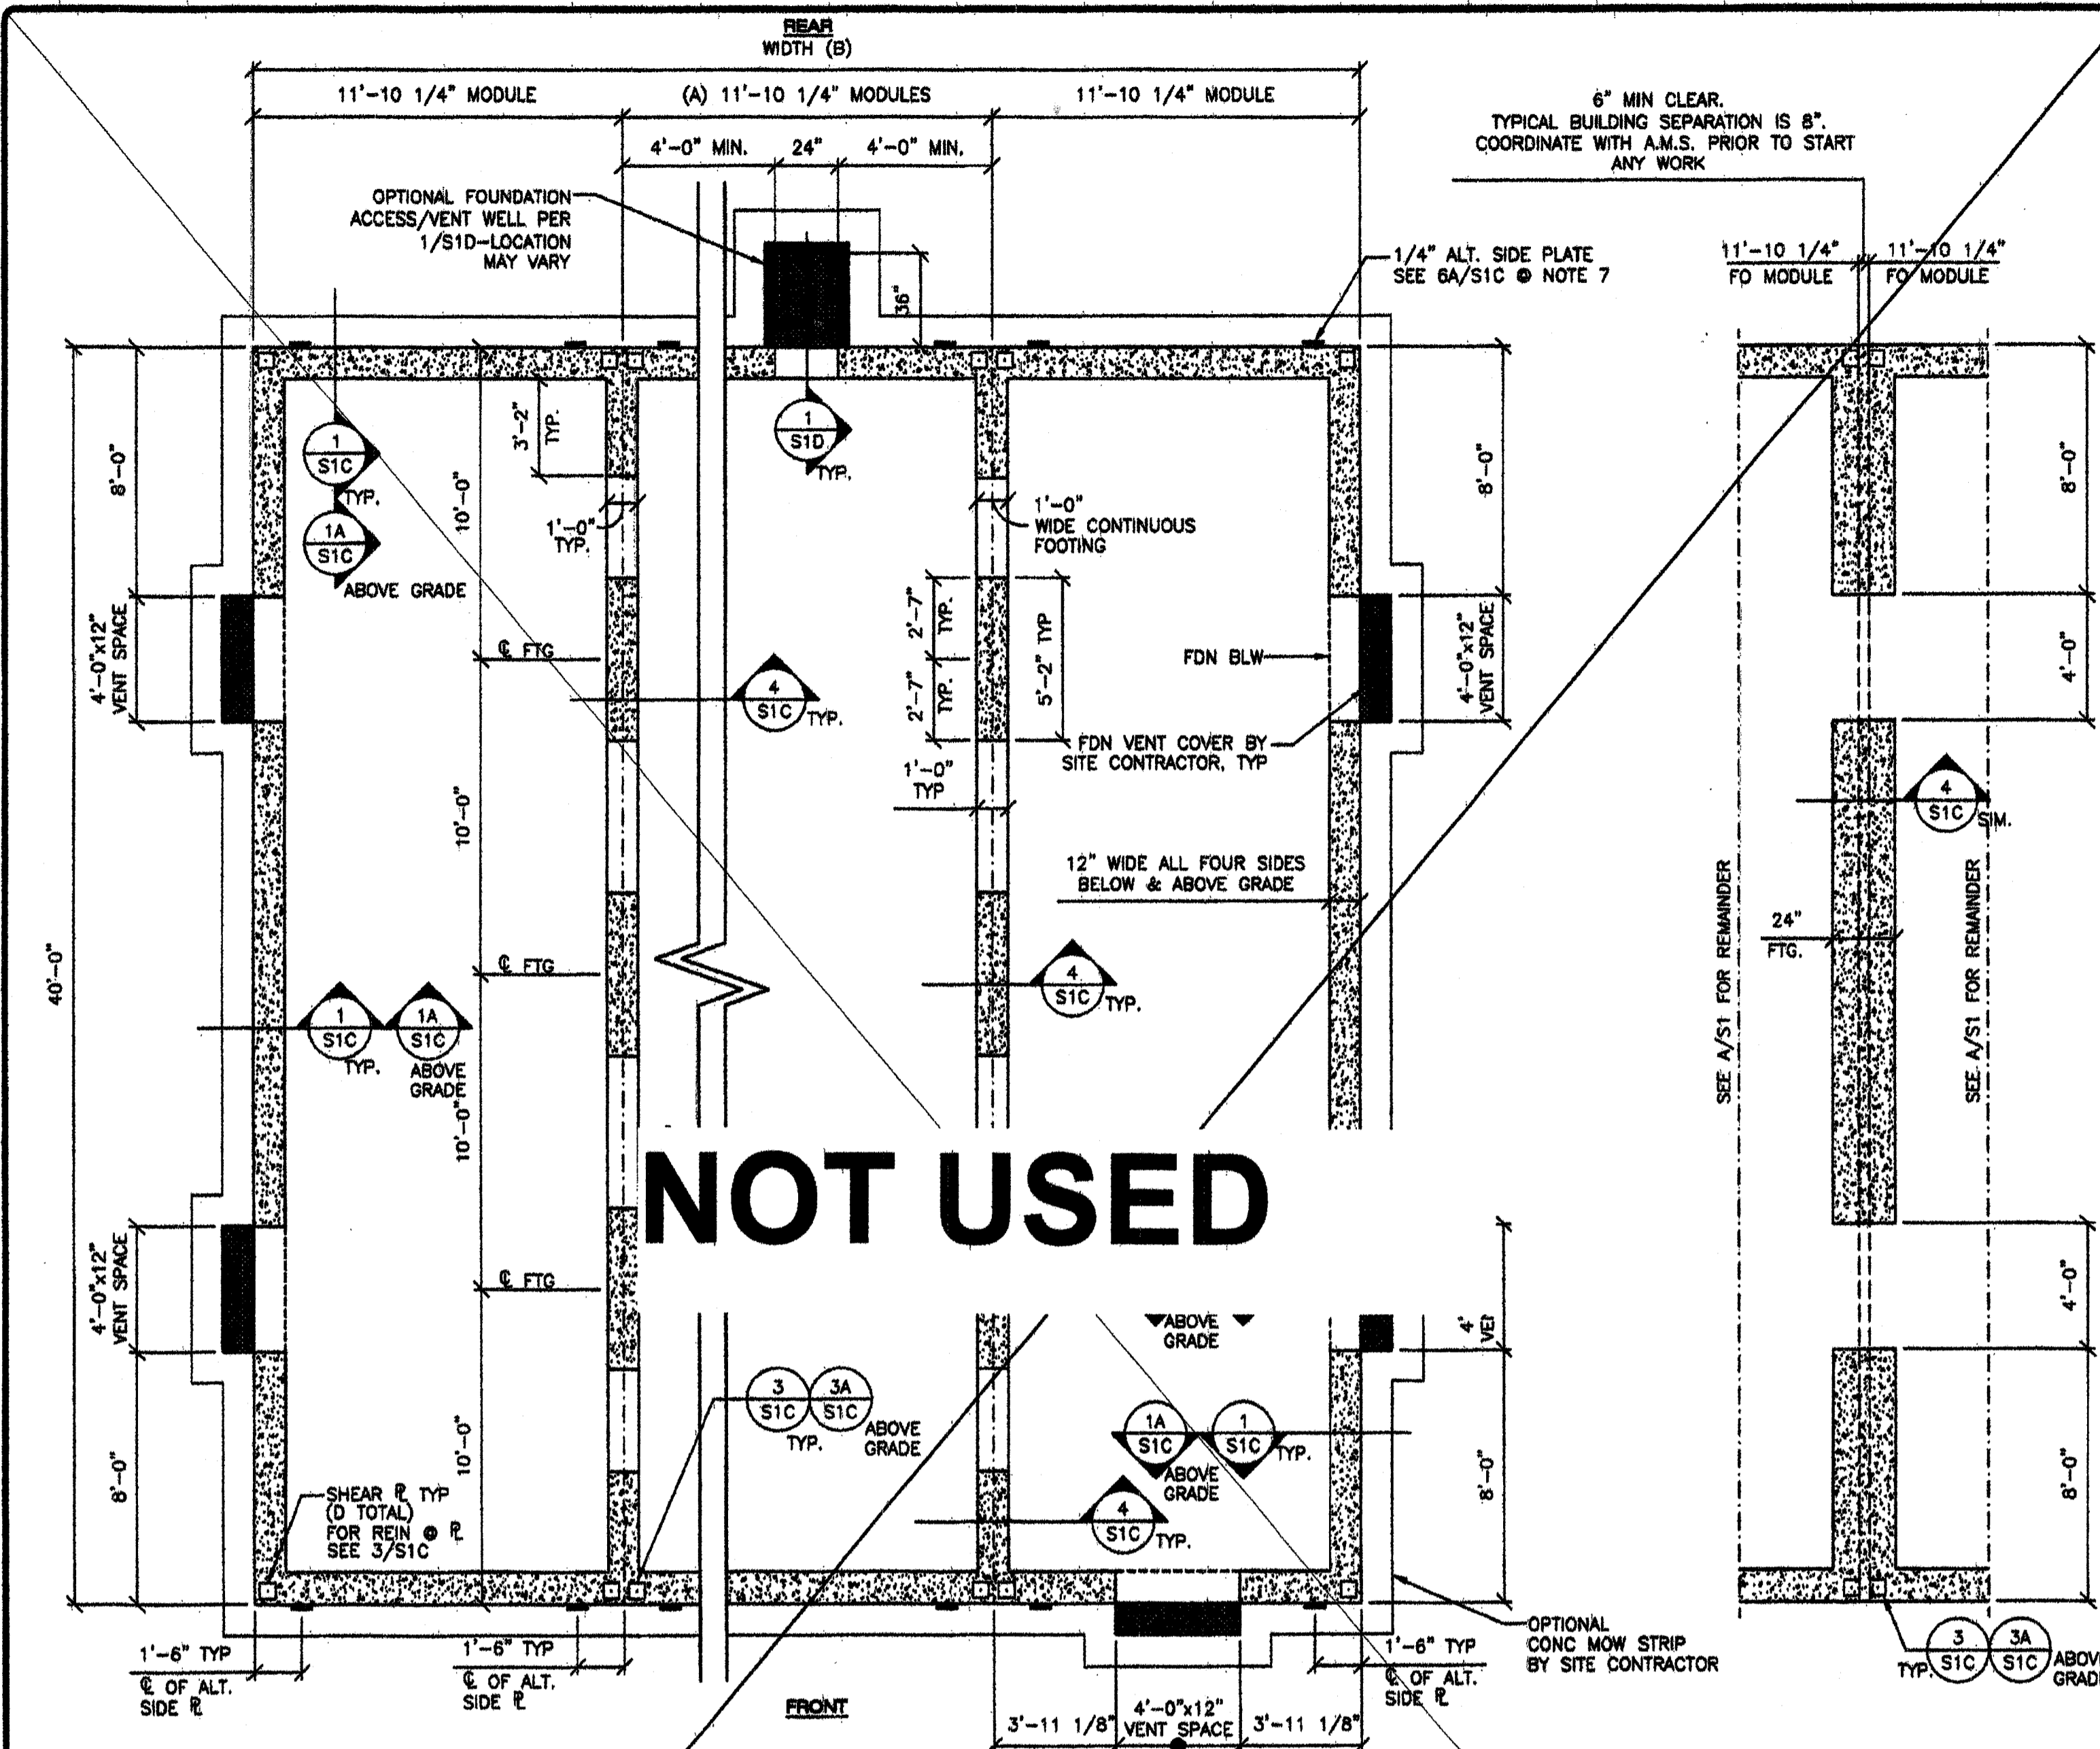 REAR
WIDTH (B)
11'-10 1/4" MODULE
(A) 11'-10 1/4" MODULES
11'-10 1/4" MODULE
4'-0" MIN.
24"
4'-0" MIN.
6" MIN CLEAR.
TYPICAL BUILDING SEPARATION IS 8".
COORDINATE WITH A.M.S. PRIOR TO START
ANY WORK
OPTIONAL FOUNDATION
ACCESS/VENT WELL PER
1/S1D-LOCATION
MAY VARY
36"
1/4" ALT. SIDE PLATE
SEE 6A/S1C @ NOTE 7
11'-10 1/4"
FO MODULE
11'-10 1/4"
FO MODULE
8'-0"
1
S1C
TYP.
1A
S1C
ABOVE GRADE
10'-0"
3'-2"
TYP.
1'-0"
TYP.
1
S1D
TYP.
1'-0"
WIDE CONTINUOUS
FOOTING
8'-0"
8'-0"
4'-0"x12"
VENT SPACE
℄ FTG
4
S1C
TYP.
2'-7"
TYP.
2'-7"
TYP.
5'-2" TYP
FDN BLW
4'-0"x12"
VENT SPACE
4'-0"
FDN VENT COVER BY
SITE CONTRACTOR, TYP
1'-0"
TYP
10'-0"
4
S1C
SIM.
12" WIDE ALL FOUR SIDES
BELOW & ABOVE GRADE
40'-0"
℄ FTG
4
S1C
TYP.
SEE A/S1 FOR REMAINDER
24"
FTG.
SEE A/S1 FOR REMAINDER
1
S1C
TYP.
1A
S1C
ABOVE
GRADE
10'-0"
NOT USED
4'-0"x12"
VENT SPACE
℄ FTG
ABOVE
GRADE
4'
4'-0"
3
S1C
TYP.
3A
S1C
ABOVE
GRADE
1A
S1C
ABOVE
GRADE
1
S1C
TYP.
10'-0"
8'-0"
8'-0"
8'-0"
SHEAR ⅊ TYP
(D TOTAL)
FOR REIN @ ⅊
SEE 3/S1C
4
S1C
TYP.
1'-6" TYP
℄ OF ALT.
SIDE ⅊
1'-6" TYP
℄ OF ALT.
SIDE ⅊
FRONT
3'-11 1/8"
4'-0"x12"
VENT SPACE
3'-11 1/8"
1'-6" TYP
℄ OF ALT.
SIDE ⅊
OPTIONAL
CONC MOW STRIP
BY SITE CONTRACTOR
3
S1C
TYP.
3A
S1C